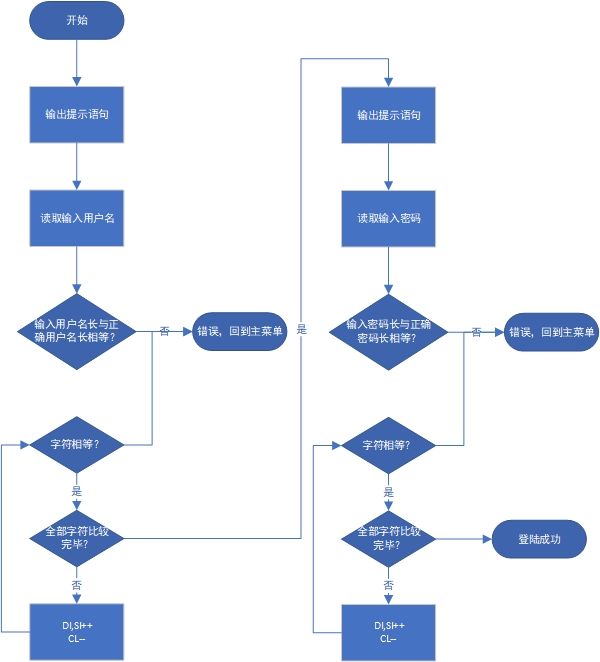 开始
输出提示语句
读取输入用户名
输入用户名长与正
确用户名长相等?
否
错误，回到主菜单
字符相等?
是
全部字符比较
完毕?
否
DI,SI++
CL--
是
输出提示语句
读取输入密码
输入密码长与正确
密码长相等?
否
错误，回到主菜单
字符相等?
是
全部字符比较
完毕?
登陆成功
否
DI,SI++
CL--